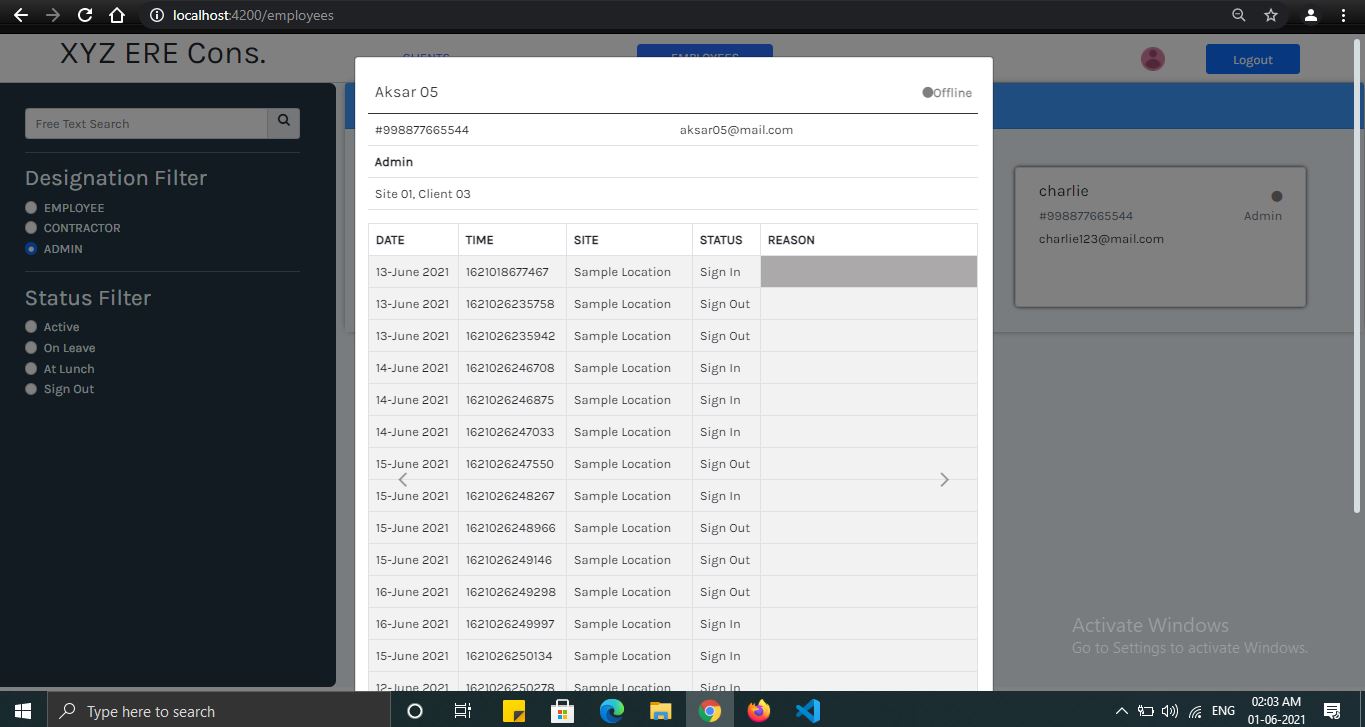 localhost:4200/employees
XYZ ERE Cons.
CLIENTS
EMPLOYEES
Logout
Free Text Search
Designation Filter
EMPLOYEE
CONTRACTOR
ADMIN
Status Filter
Active
On Leave
At Lunch
Sign Out
Aksar 05
Offline
#998877665544 aksar05@mail.com
Admin
Site 01, Client 03
DATE TIME SITE STATUS REASON
13-June 2021 1621018677467 Sample Location Sign In
13-June 2021 1621026235758 Sample Location Sign Out
13-June 2021 1621026235942 Sample Location Sign Out
14-June 2021 1621026246708 Sample Location Sign In
14-June 2021 1621026246875 Sample Location Sign In
14-June 2021 1621026247033 Sample Location Sign In
15-June 2021 1621026247550 Sample Location Sign Out
15-June 2021 1621026248267 Sample Location Sign In
15-June 2021 1621026248966 Sample Location Sign Out
15-June 2021 1621026249146 Sample Location Sign Out
16-June 2021 1621026249298 Sample Location Sign Out
16-June 2021 1621026249997 Sample Location Sign In
15-June 2021 1621026250134 Sample Location Sign In
12-June 2021 1621026250278 Sample Location Sign In
charlie
#998877665544 Admin
charlie123@mail.com
Activate Windows
Go to Settings to activate Windows.
Type here to search
ENG
02:03 AM
01-06-2021